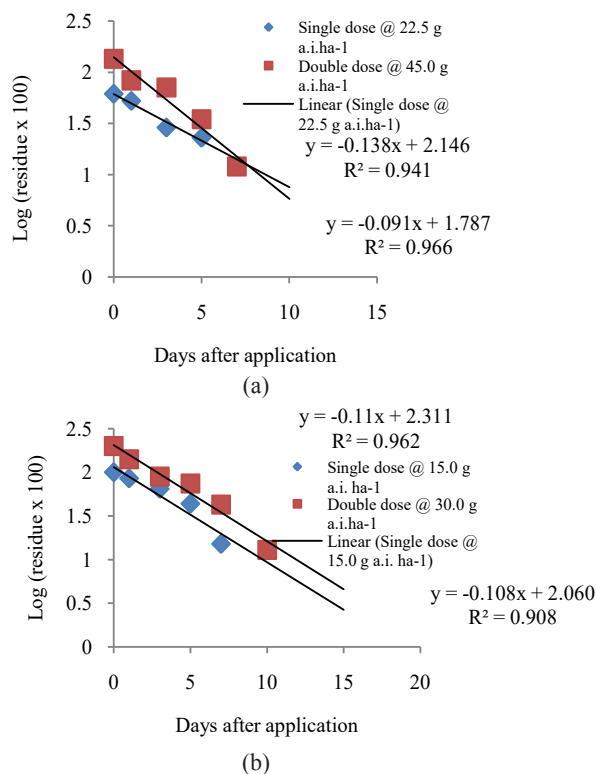 2.5
2
1.5
1
0.5
0
Log (residue x 100)
0 5 10 15
Days after application
Single dose @ 22.5 g
a.i.ha-1
Double dose @ 45.0 g
a.i.ha-1
Linear (Single dose @
22.5 g a.i.ha-1)
y = -0.138x + 2.146
R² = 0.941
y = -0.091x + 1.787
R² = 0.966
(a)
y = -0.11x + 2.311
R² = 0.962
2.5
2
1.5
1
0.5
0
Log (residue x 100)
0 5 10 15 20
Days after application
Single dose @ 15.0 g
a.i. ha-1
Double dose @ 30.0 g
a.i.ha-1
Linear (Single dose @
15.0 g a.i. ha-1)
y = -0.108x + 2.060
R² = 0.908
(b)